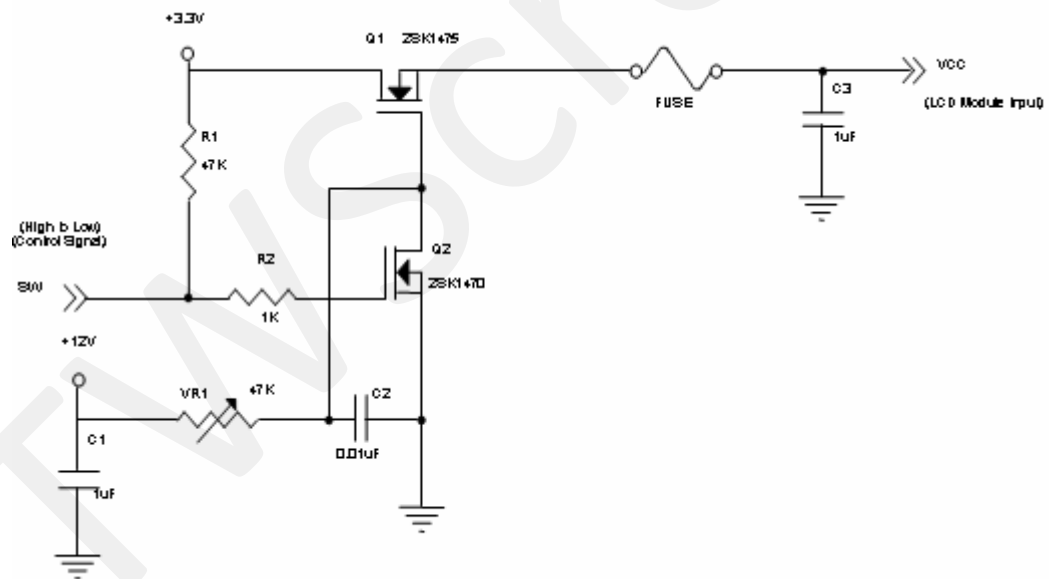 +3.3V
Q1 2SK1475
VCC
FUSE
C3
(LCD Module Input)
R1
1uF
47K
(High to Low)
(Control Signal)
Q2
R2
SW
2SK1470
1K
+12V
VR1 47K C2
C1
0.01uF
1uF